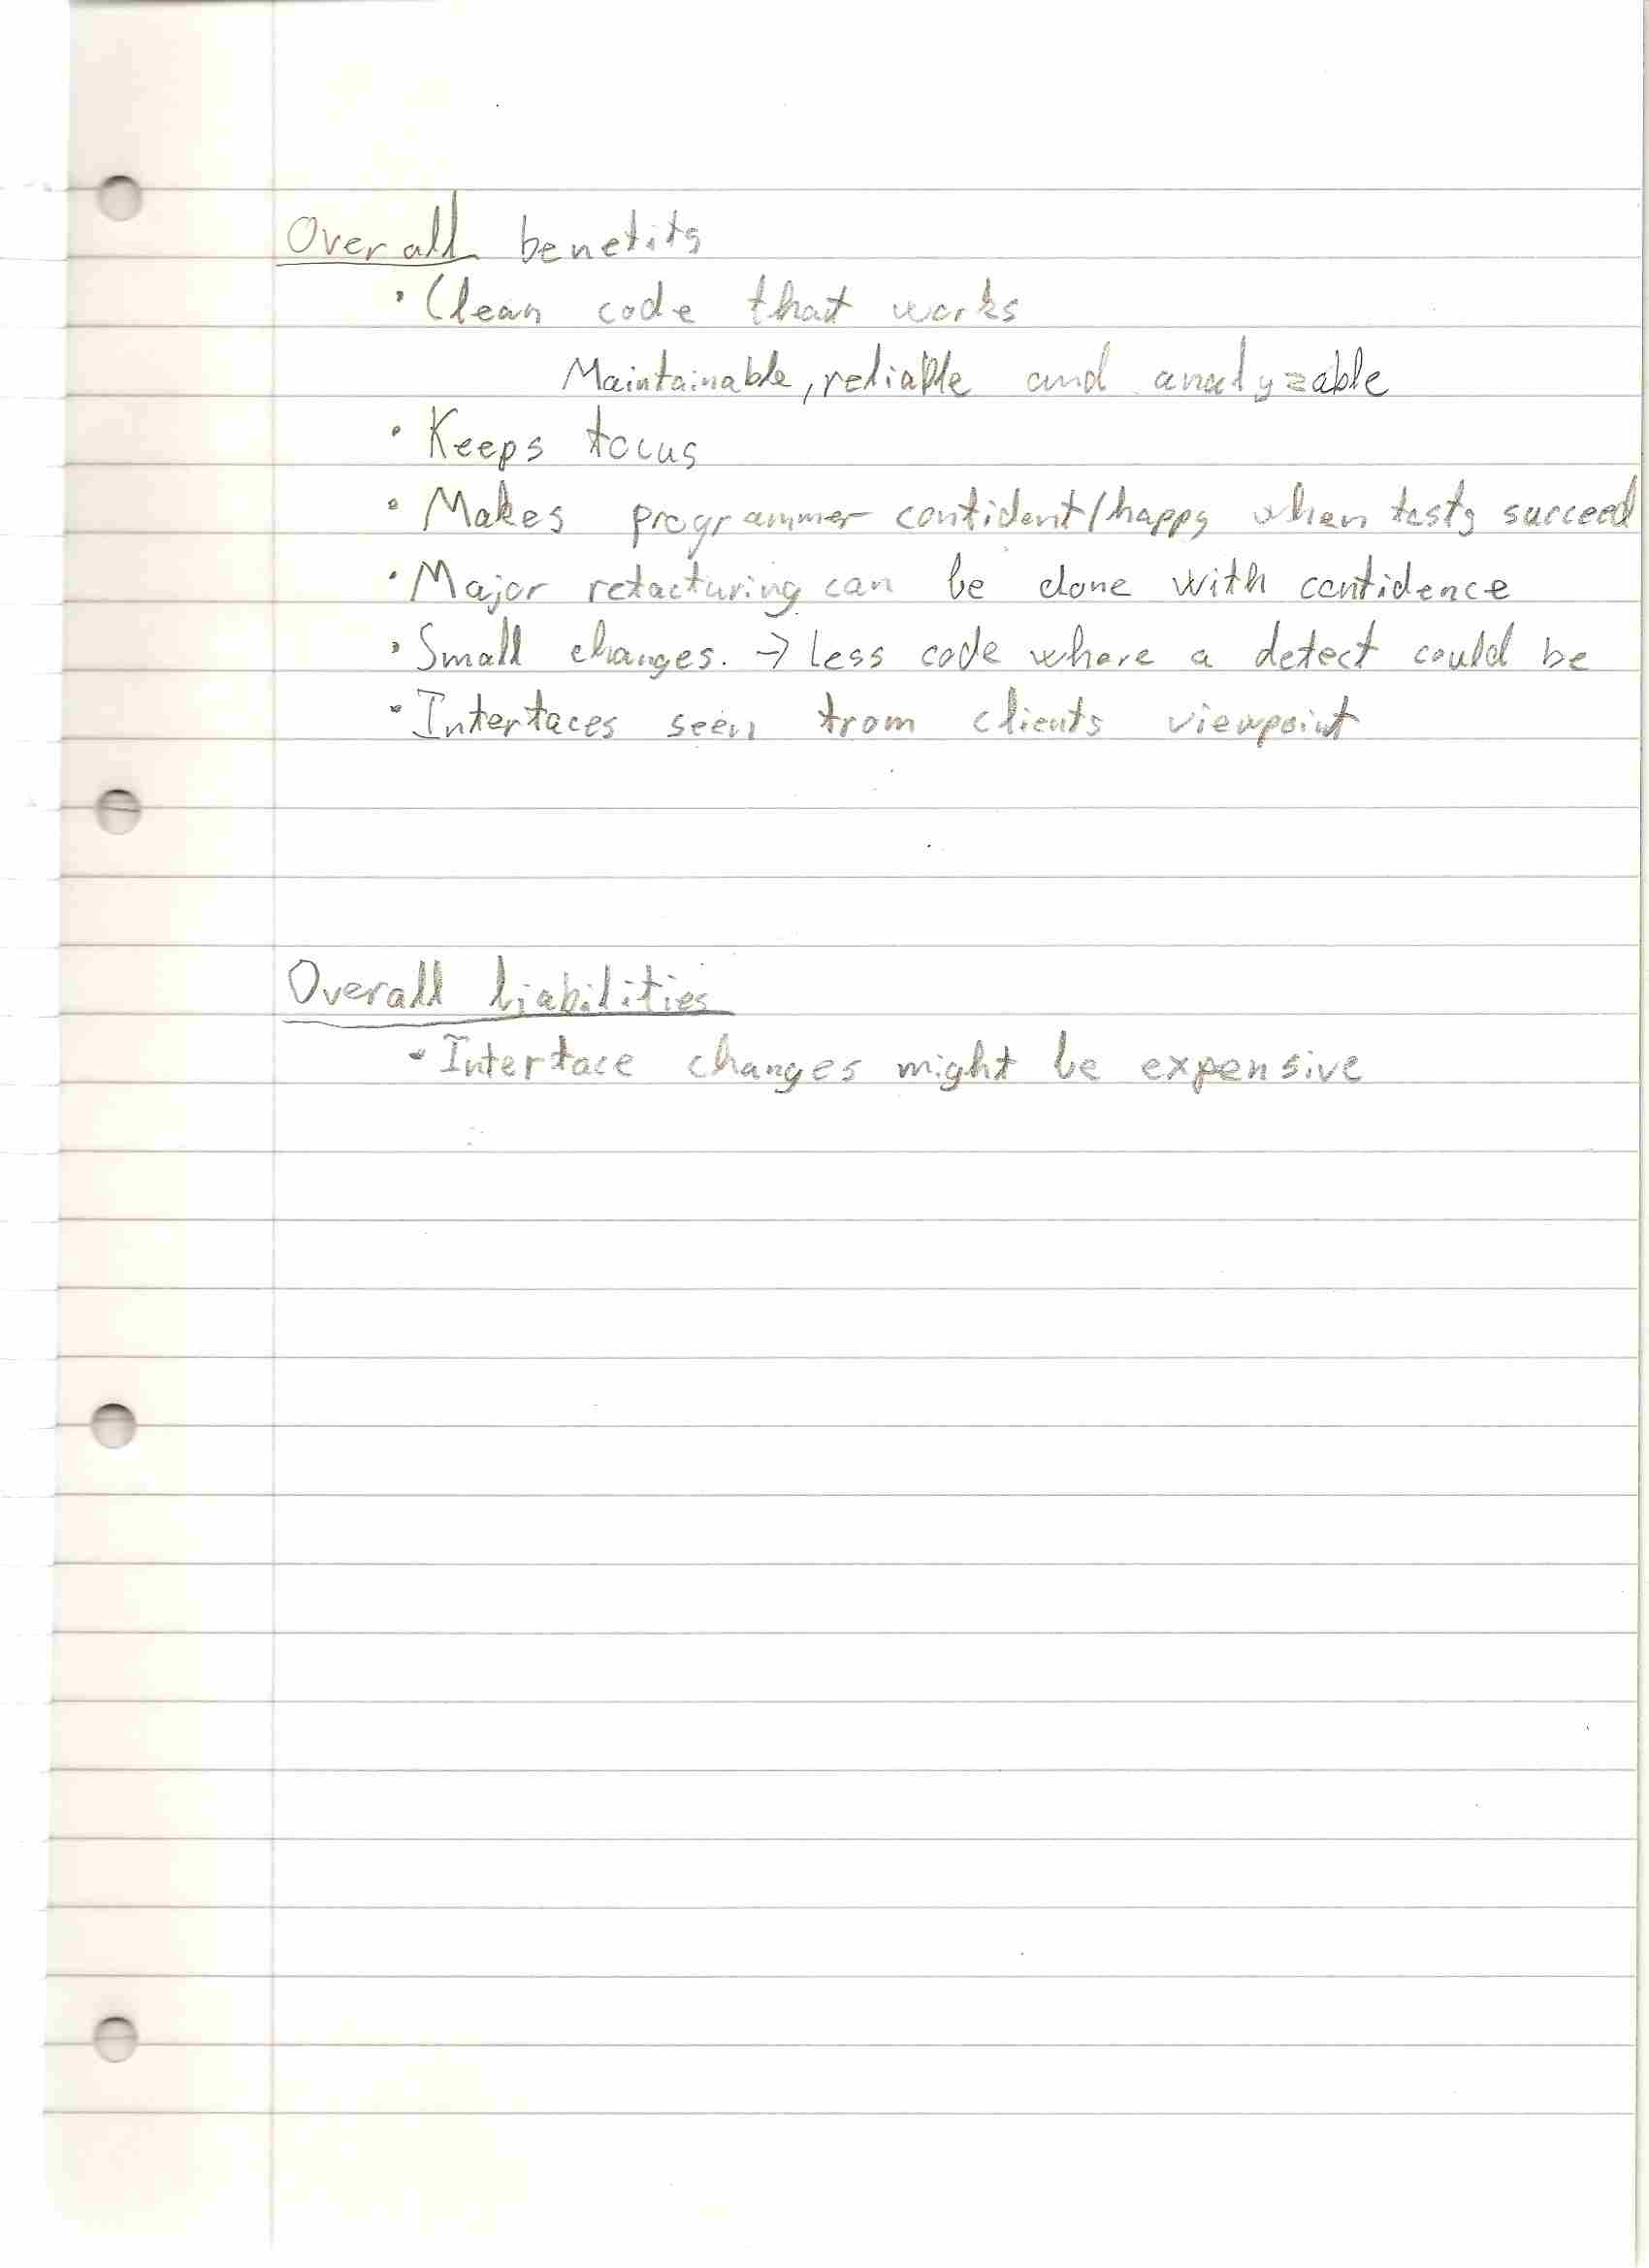 Overall benefits
• Clean code that works
Maintainable, reliable and analyzable
• Keeps focus
• Makes programmer confident/happy when tests succeed
• Major refacturing can be done with confidence
• Small changes. → Less code where a defect could be
• Interfaces seen from clients viewpoint
Overall liabilities
• Interface changes might be expensive